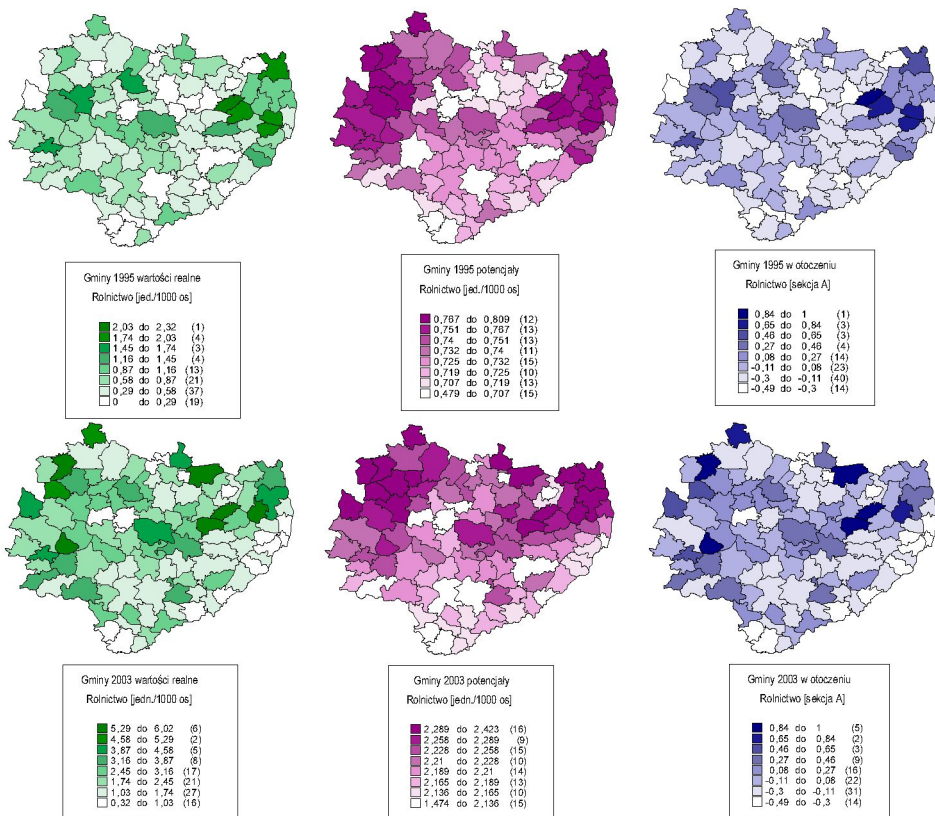 Gminy 1995 wartości realne
Rolnictwo [jed./1000 os]
2,03 do 2,32 (1)
1,74 do 2,03 (4)
1,45 do 1,74 (3)
1,16 do 1,45 (4)
0,87 do 1,16 (13)
0,58 do 0,87 (21)
0,29 do 0,58 (37)
0 do 0,29 (19)
Gminy 1995 potencjały
Rolnictwo [jed./1000 os]
0,767 do 0,809 (12)
0,751 do 0,767 (13)
0,74 do 0,751 (13)
0,732 do 0,74 (11)
0,725 do 0,732 (15)
0,719 do 0,725 (10)
0,707 do 0,719 (13)
0,479 do 0,707 (15)
Gminy 1995 w otoczeniu
Rolnictwo [sekcja A]
0,84 do 1 (1)
0,65 do 0,84 (3)
0,46 do 0,65 (3)
0,27 do 0,46 (4)
0,08 do 0,27 (14)
-0,11 do 0,08 (23)
-0,3 do -0,11 (40)
-0,49 do -0,3 (14)
Gminy 2003 wartości realne
Rolnictwo [jedn./1000 os]
5,29 do 6,02 (6)
4,58 do 5,29 (2)
3,87 do 4,58 (5)
3,16 do 3,87 (8)
2,45 do 3,16 (17)
1,74 do 2,45 (21)
1,03 do 1,74 (27)
0,32 do 1,03 (16)
Gminy 2003 potencjały
Rolnictwo [jedn./1000 os]
2,289 do 2,423 (16)
2,258 do 2,289 (9)
2,228 do 2,258 (15)
2,21 do 2,228 (10)
2,189 do 2,21 (14)
2,165 do 2,189 (13)
2,136 do 2,165 (10)
1,474 do 2,136 (15)
Gminy 2003 w otoczeniu
Rolnictwo [sekcja A]
0,84 do 1 (5)
0,65 do 0,84 (2)
0,46 do 0,65 (3)
0,27 do 0,46 (9)
0,08 do 0,27 (16)
-0,11 do 0,08 (22)
-0,3 do -0,11 (31)
-0,49 do -0,3 (14)